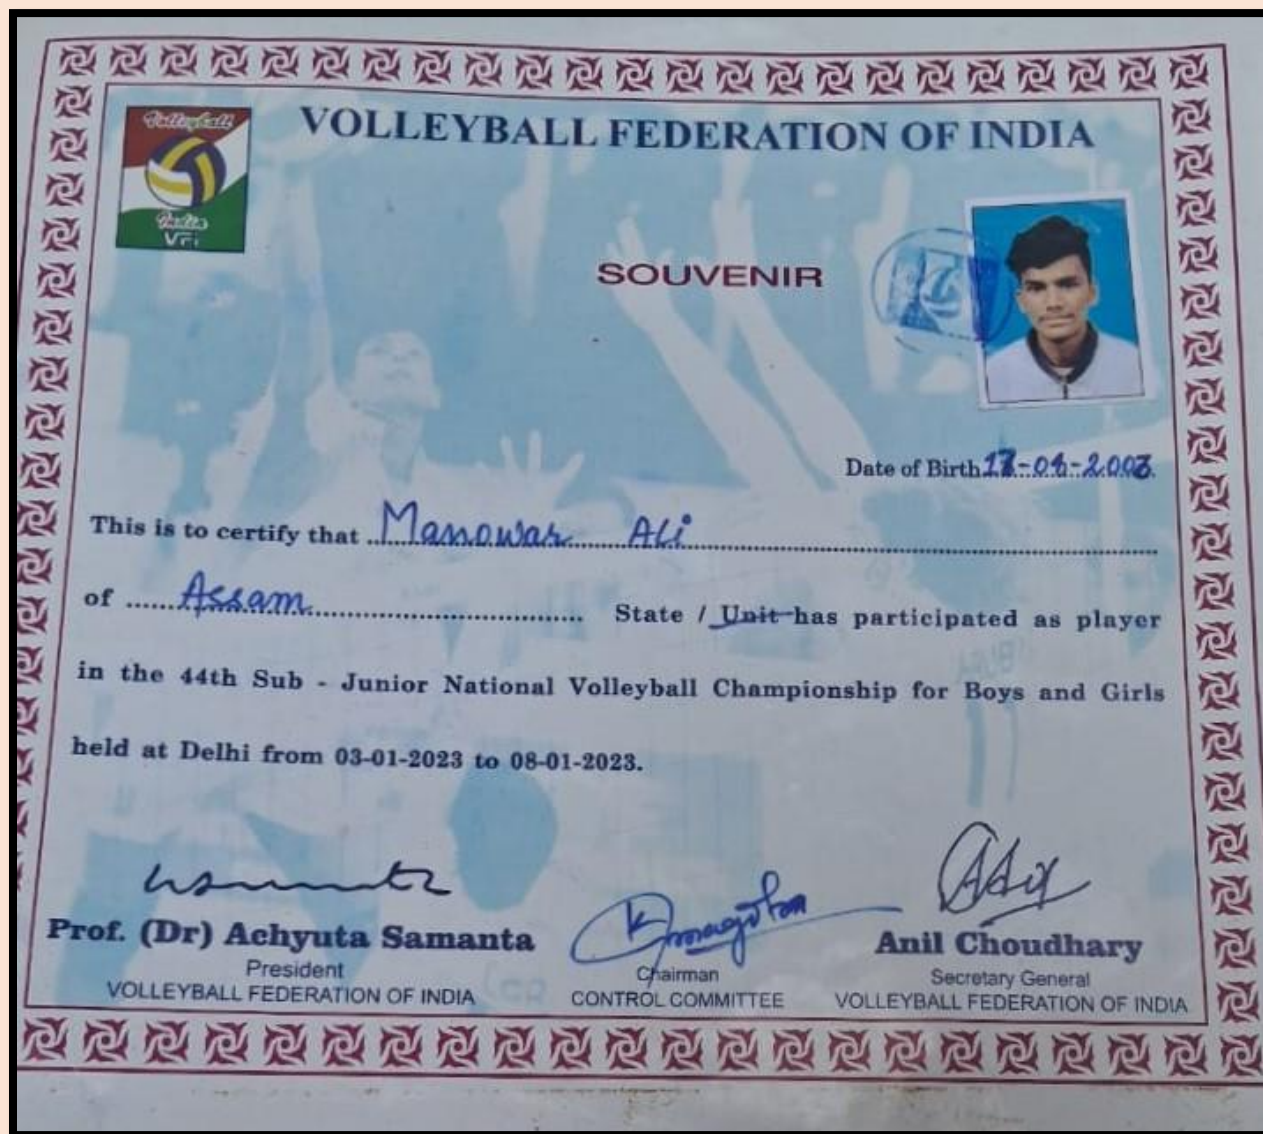 Volleyball
India
VFI
VOLLEYBALL FEDERATION OF INDIA
SOUVENIR
Date of Birth
This is to certify that Manowar Ali
of Assam State / Unit has participated as player
in the 44th Sub - Junior National Volleyball Championship for Boys and Girls
held at Delhi from 03-01-2023 to 08-01-2023.
Prof. (Dr) Achyuta Samanta
President
VOLLEYBALL FEDERATION OF INDIA
Chairman
CONTROL COMMITTEE
Anil Choudhary
Secretary General
VOLLEYBALL FEDERATION OF INDIA